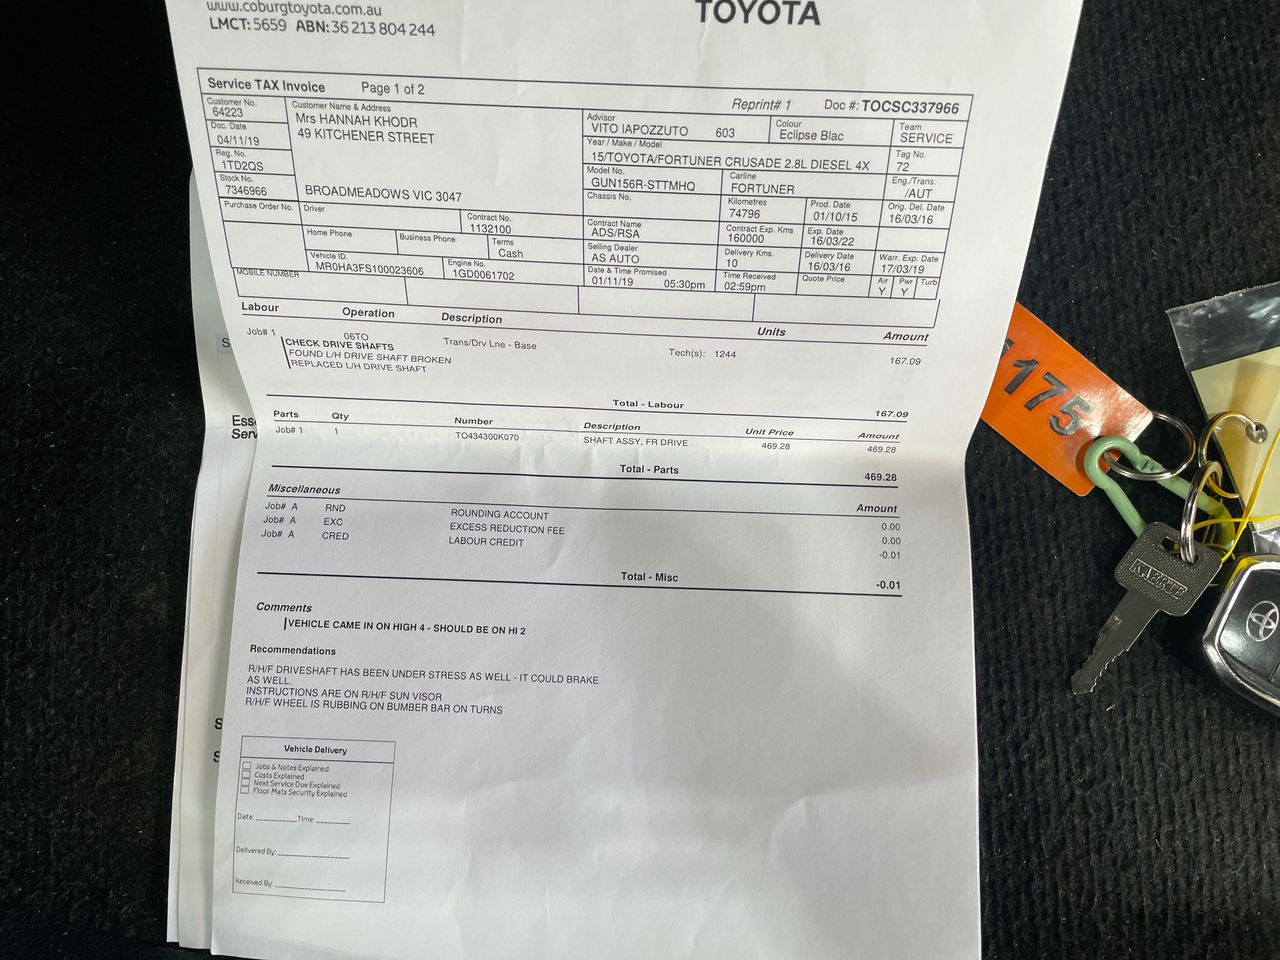 www.coburgtoyota.com.au
TOYOTA
LMCT: 5659 ABN: 36 213 804 244
Service TAX Invoice Page 1 of 2 Reprint# 1 Doc #: TOCSC337966
Customer No.
64223
Customer Name & Address
Mrs HANNAH KHODR
49 KITCHENER STREET
BROADMEADOWS VIC 3047
Advisor
VITO IAPOZZUTO 603
Colour
Eclipse Blac
Team
SERVICE
Doc. Date
04/11/19
Year / Make / Model
15/TOYOTA/FORTUNER CRUSADE 2.8L DIESEL 4X
Tag No.
72
Reg. No.
1TD2QS
Model No.
GUN156R-STTMHQ
Carline
FORTUNER
Eng./Trans.
/AUT
Stock No.
7346966
Chassis No.
Kilometres
74796
Prod. Date
01/10/15
Orig. Del. Date
16/03/16
Purchase Order No.
Driver
Contract No.
1132100
Contract Name
ADS/RSA
Contract Exp. Kms
160000
Exp. Date
16/03/22
Home Phone
Business Phone
Terms
Cash
Selling Dealer
AS AUTO
Delivery Kms.
10
Delivery Date
16/03/16
Warr. Exp. Date
17/03/19
Vehicle ID.
MR0HA3FS100023606
Engine No.
1GD0061702
Date & Time Promised
01/11/19 05:30pm
Time Received
02:59pm
Quote Price
Air Y
Pwr Y
Turb
MOBILE NUMBER
Labour Operation Description Units Amount
Job# 1 06TO Trans/Drv Lne - Base Tech(s): 1244 167.09
CHECK DRIVE SHAFTS
FOUND L/H DRIVE SHAFT BROKEN
REPLACED L/H DRIVE SHAFT
Total - Labour 167.09
Parts Qty Number Description Unit Price Amount
Job# 1 1 TO434300K070 SHAFT ASSY, FR DRIVE 469.28 469.28
Total - Parts 469.28
Miscellaneous Amount
Job# A RND ROUNDING ACCOUNT 0.00
Job# A EXC EXCESS REDUCTION FEE 0.00
Job# A CRED LABOUR CREDIT -0.01
Total - Misc -0.01
Comments
VEHICLE CAME IN ON HIGH 4 - SHOULD BE ON HI 2
Recommendations
R/H/F DRIVESHAFT HAS BEEN UNDER STRESS AS WELL - IT COULD BRAKE
AS WELL.
INSTRUCTIONS ARE ON R/H/F SUN VISOR
R/H/F WHEEL IS RUBBING ON BUMBER BAR ON TURNS
Vehicle Delivery
Jobs & Notes Explained
Costs Explained
Next Service Due Explained
Floor Mats Security Explained
Date: Time:
Delivered By:
Received By:
S
Ess
Serv
S
S
175